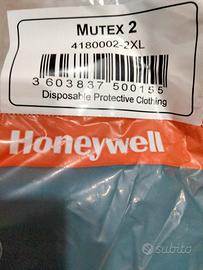 MUTEX 2
4180002-2XL
3 603837 500155
Disposable Protective Clothing
Honeywell
subito